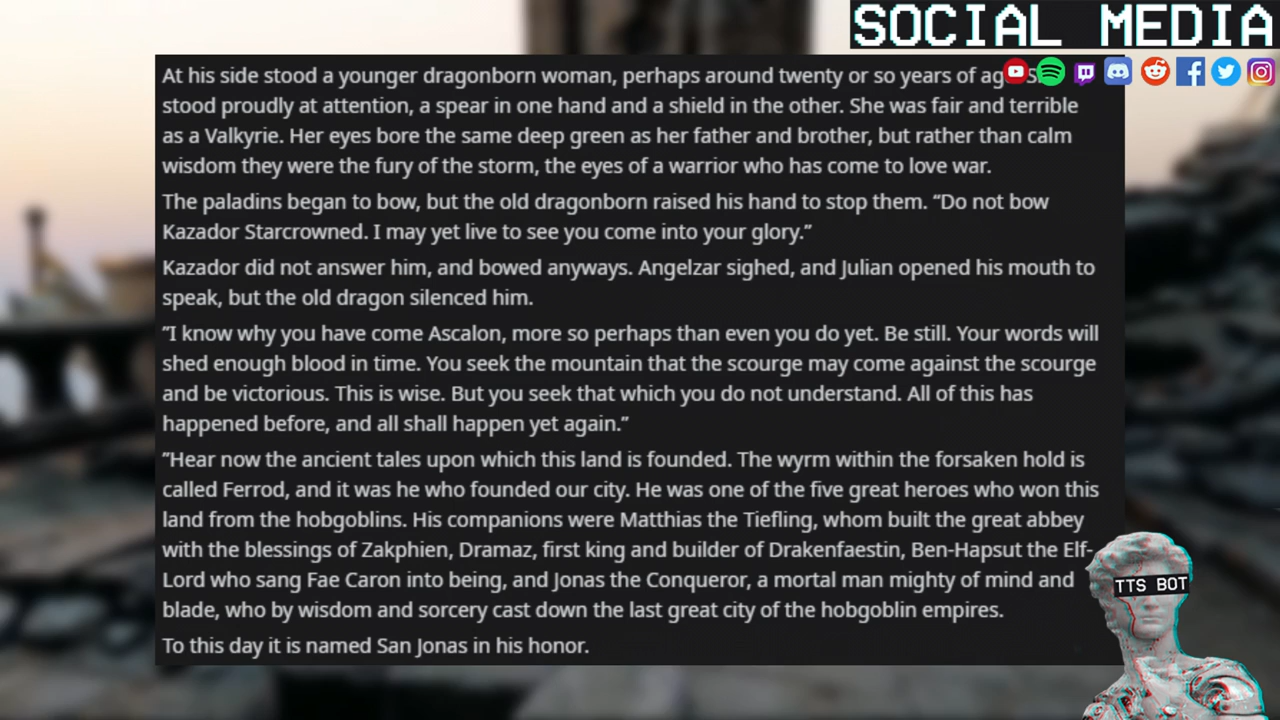 SOCIAL MEDIA
At his side stood a younger dragonborn woman, perhaps around twenty or so years of
stood proudly at attention, a spear in one hand and a shield in the other. She was fair and terrible
as a Valkyrie. Her eyes bore the same deep green as her father and brother, but rather than calm
wisdom they were the fury of the storm, the eyes of a warrior who has come to love war.
The paladins began to bow, but the old dragonborn raised his hand to stop them. “Do not bow
Kazador Starcrowned. I may yet live to see you come into your glory.”
Kazador did not answer him, and bowed anyways. Angelzar sighed, and Julian opened his mouth to
speak, but the old dragon silenced him.
“I know why you have come Ascalon, more so perhaps than even you do yet. Be still. Your words will
shed enough blood in time. You seek the mountain that the scourge may come against the scourge
and be victorious. This is wise. But you seek that which you do not understand. All of this has
happened before, and all shall happen yet again.”
“Hear now the ancient tales upon which this land is founded. The wyrm within the forsaken hold is
called Ferrod, and it was he who founded our city. He was one of the five great heroes who won this
land from the hobgoblins. His companions were Matthias the Tiefling, whom built the great abbey
with the blessings of Zakphien, Dramaz, first king and builder of Drakenfaestin, Ben-Hapsut the Elf-
Lord who sang Fae Caron into being, and Jonas the Conqueror, a mortal man mighty of mind and
blade, who by wisdom and sorcery cast down the last great city of the hobgoblin empires.
To this day it is named San Jonas in his honor.
TTS BOT